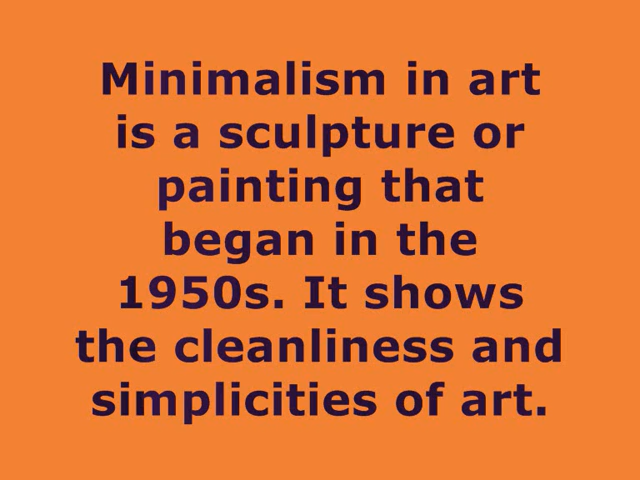 Minimalism in art
is a sculpture or
painting that
began in the
1950s. It shows
the cleanliness and
simplicities of art.